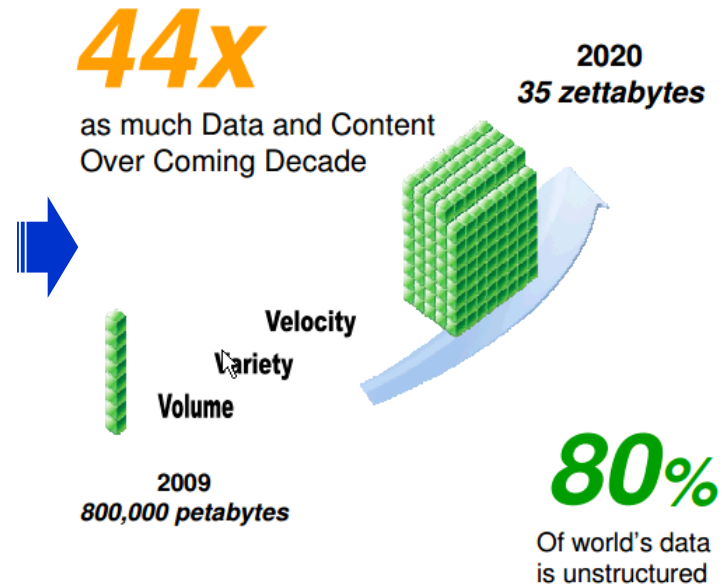 44x
as much Data and Content
Over Coming Decade
2020
35 zettabytes
Velocity
Variety
Volume
2009
800,000 petabytes
80%
Of world's data
is unstructured